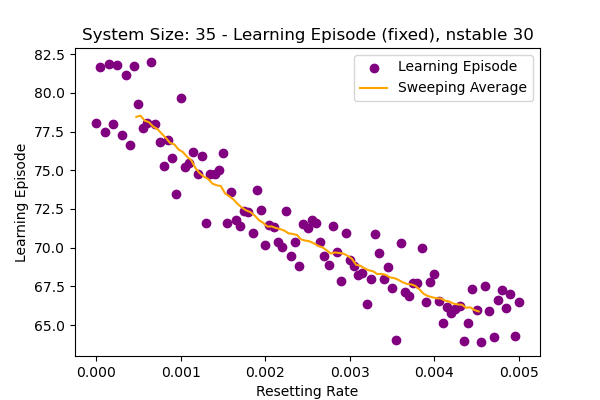 System Size: 35 - Learning Episode (fixed), nstable 30
Learning Episode
Sweeping Average
82.5
80.0
77.5
75.0
72.5
70.0
67.5
65.0
Learning Episode
0.000 0.001 0.002 0.003 0.004 0.005
Resetting Rate